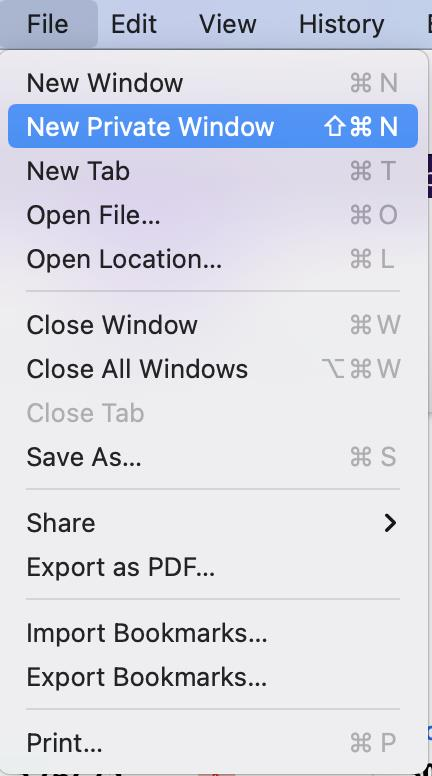 File Edit View History
New Window ⌘ N
New Private Window ⇧ ⌘ N
New Tab ⌘ T
Open File... ⌘ O
Open Location... ⌘ L
Close Window ⌘ W
Close All Windows ⌥ ⌘ W
Close Tab
Save As... ⌘ S
Share
Export as PDF...
Import Bookmarks...
Export Bookmarks...
Print... ⌘ P